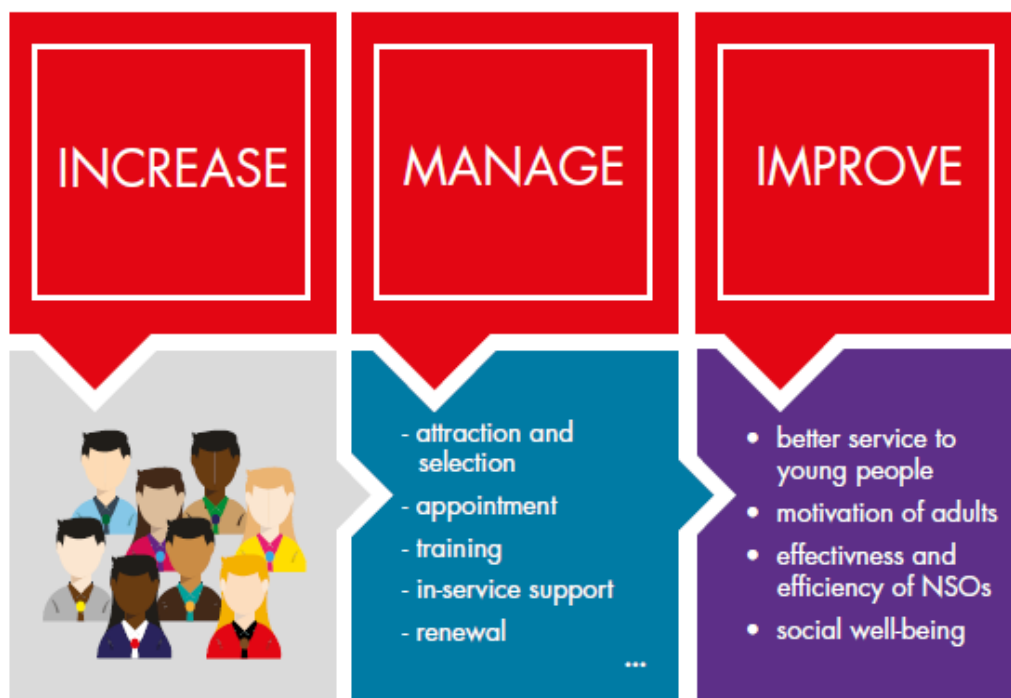 INCREASE
MANAGE
IMPROVE
- attraction and
selection
- appointment
- training
- in-service support
- renewal
...
• better service to
young people
• motivation of adults
• effectivness and
efficiency of NSOs
• social well-being